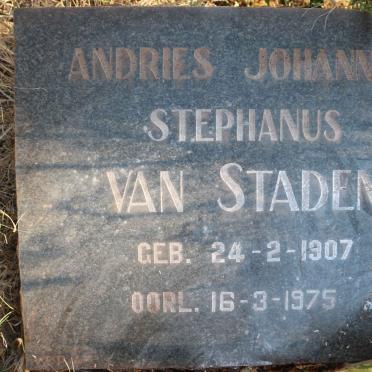 ANDRIES JOHANN
STEPHANUS
VAN STADEN
GEB. 24-2-1907
OORL. 16-3-1975